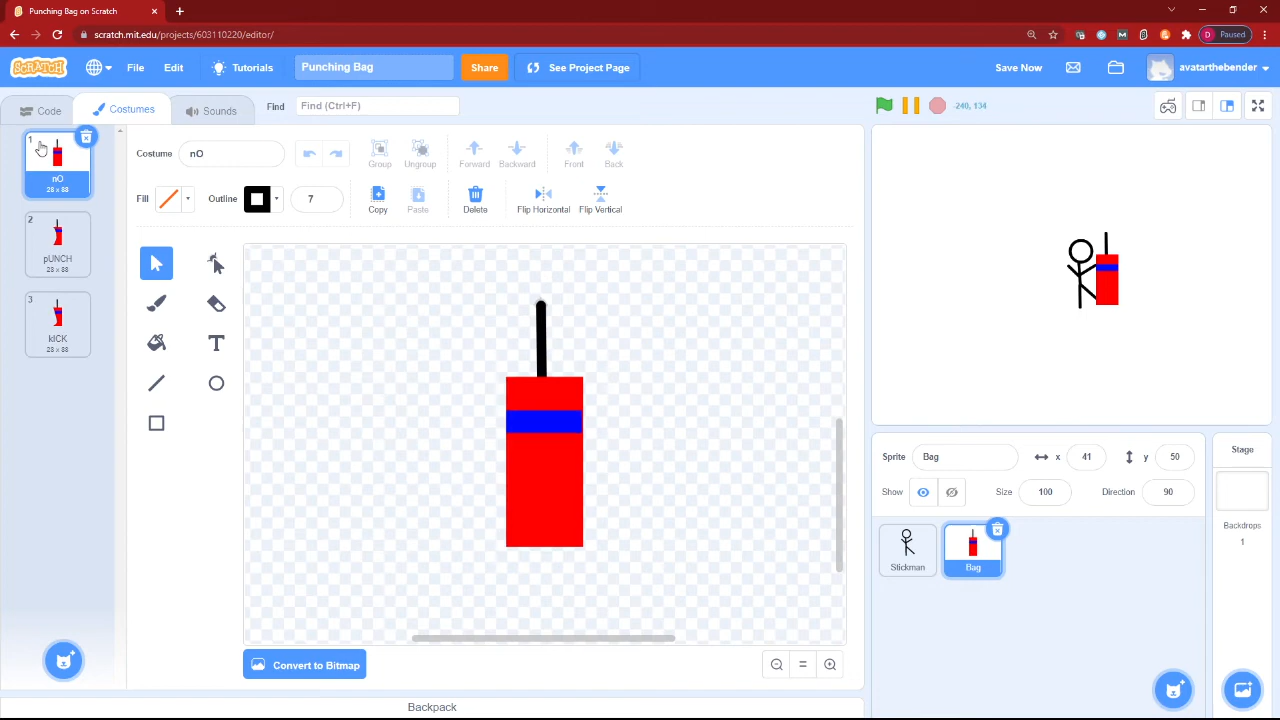 Punching Bag on Scratch
scratch.mit.edu/projects/603110220/editor/
D Paused
SCRATCH File Edit Tutorials Punching Bag Share See Project Page Save Now avatarthebender
Code Costumes Sounds Find Find (Ctrl+F) -240, 134
1
nO
28 x 88
2
pUNCH
28 x 88
3
kICK
28 x 88
Costume nO Group Ungroup Forward Backward Front Back
Fill Outline 7 Copy Paste Delete Flip Horizontal Flip Vertical
T
Convert to Bitmap
Backpack
Sprite Bag x 41 y 50
Show Size 100 Direction 90
Stickman
Bag
Stage
Backdrops
1